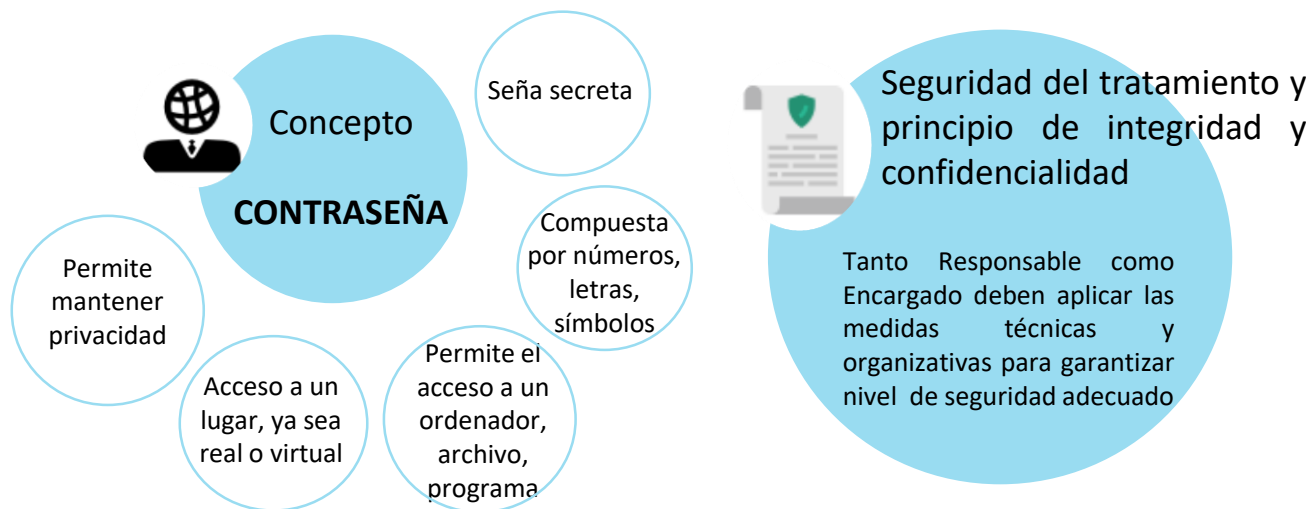 Concepto
CONTRASEÑA
Seña secreta
Compuesta
por números,
letras,
símbolos
Permite el
acceso a un
ordenador,
archivo,
programa
Acceso a un
lugar, ya sea
real o virtual
Permite
mantener
privacidad
Seguridad del tratamiento y
principio de integridad y
confidencialidad
Tanto Responsable como
Encargado deben aplicar las
medidas técnicas y
organizativas para garantizar
nivel de seguridad adecuado